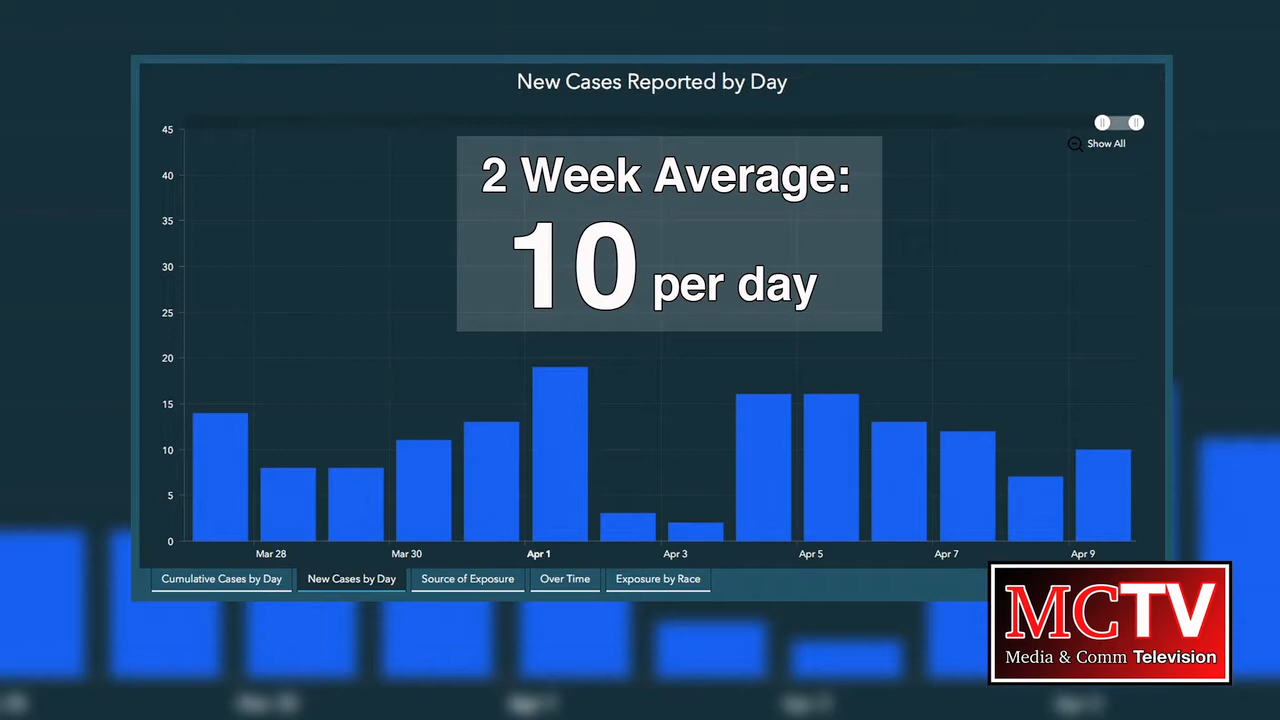 New Cases Reported by Day
Show All
2 Week Average:
10 per day
45
40
35
30
25
20
15
10
5
0
Mar 28
Mar 30
Apr 1
Apr 3
Apr 5
Apr 7
Apr 9
Cumulative Cases by Day
New Cases by Day
Source of Exposure
Over Time
Exposure by Race
MCTV
Media & Comm Television